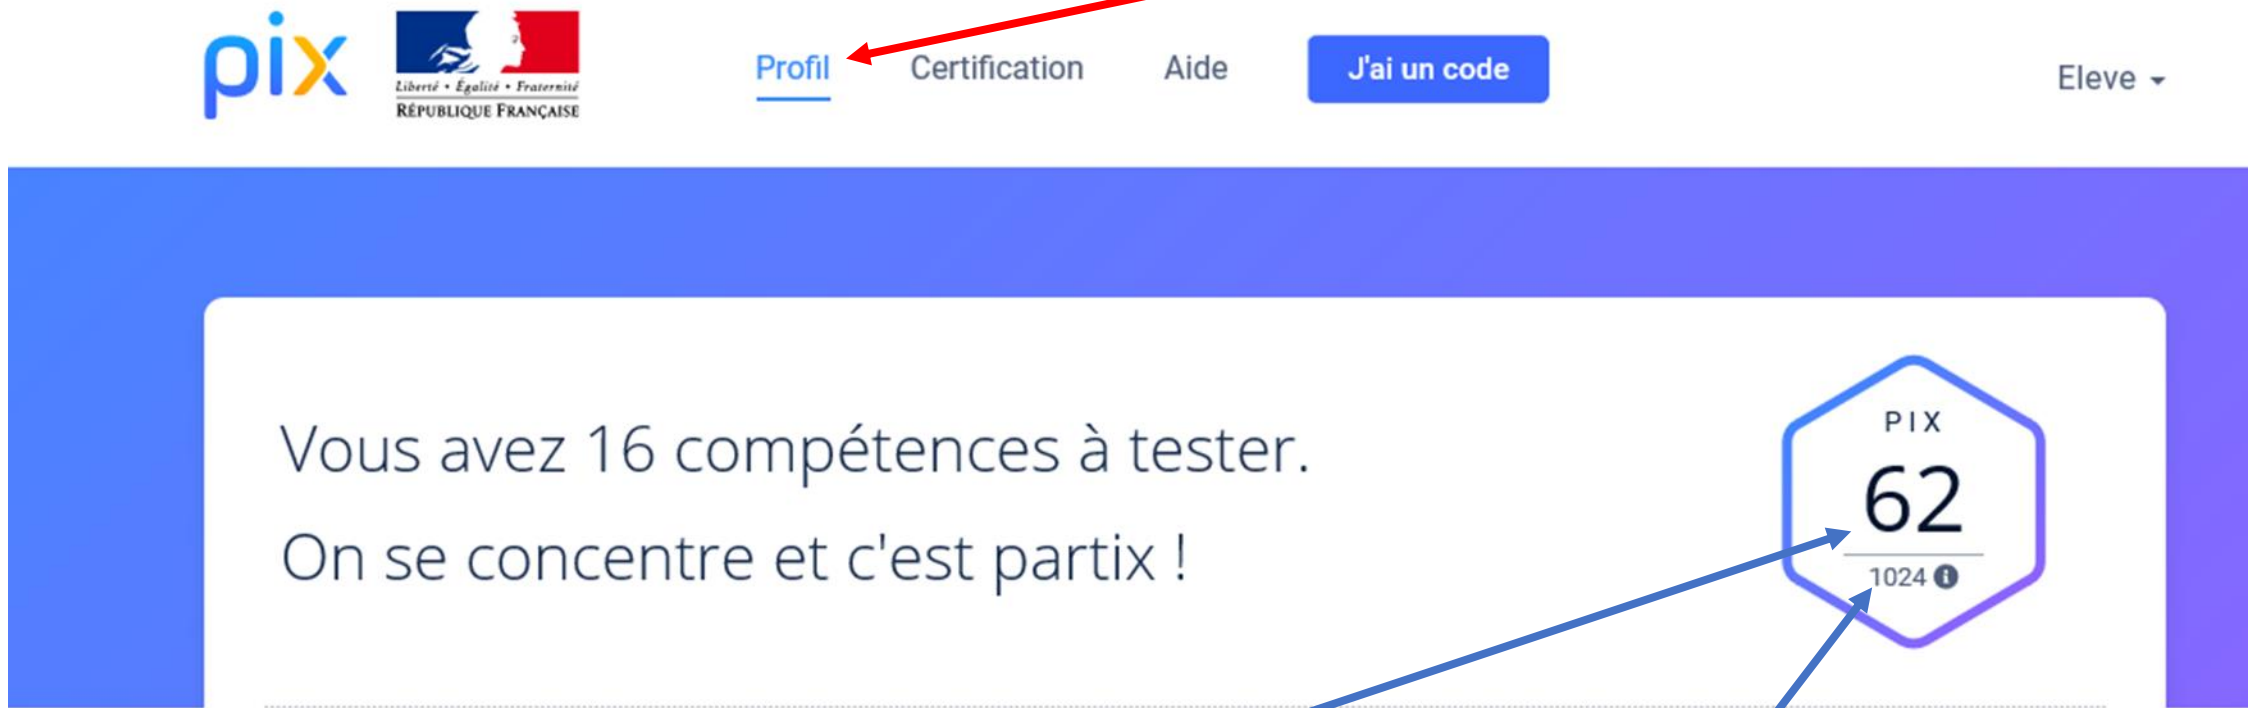 pix
Liberté • Égalité • Fraternité
RÉPUBLIQUE FRANÇAISE
Profil
Certification
Aide
J'ai un code
Eleve
Vous avez 16 compétences à tester.
On se concentre et c'est partix !
PIX
62
1024